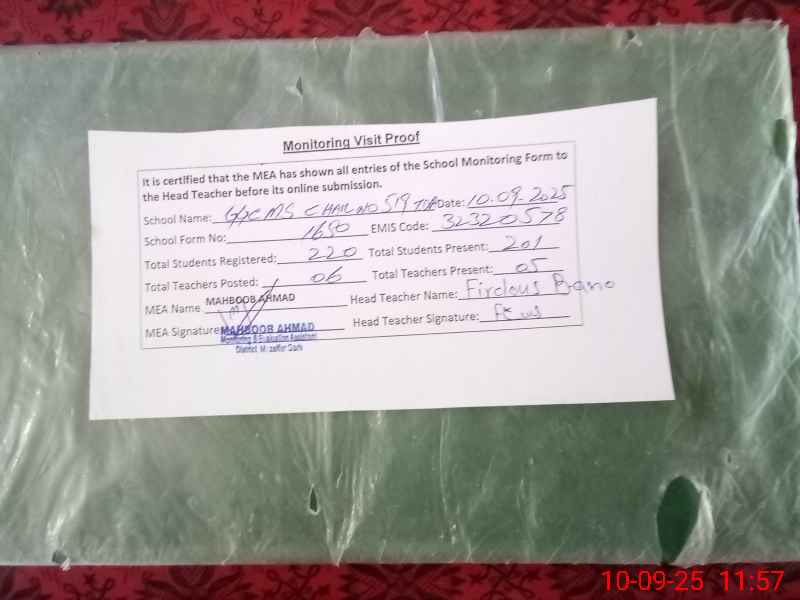 Monitoring Visit Proof
It is certified that the MEA has shown all entries of the School Monitoring Form to
the Head Teacher before its online submission.
School Name: CHAH NO 519 TDA Date: 10.09.2025
School Form No: 1650 EMIS Code: 32320578
Total Students Registered: 220 Total Students Present: 201
Total Teachers Posted: 06 Total Teachers Present: 05
MEA Name MAHBOOB AHMAD Head Teacher Name: Firdous Bano
MEA Signature Head Teacher Signature:
MAHBOOB AHMAD
Monitoring & Evaluation Assistant
District Muzaffar Garh
10-09-25 11:57